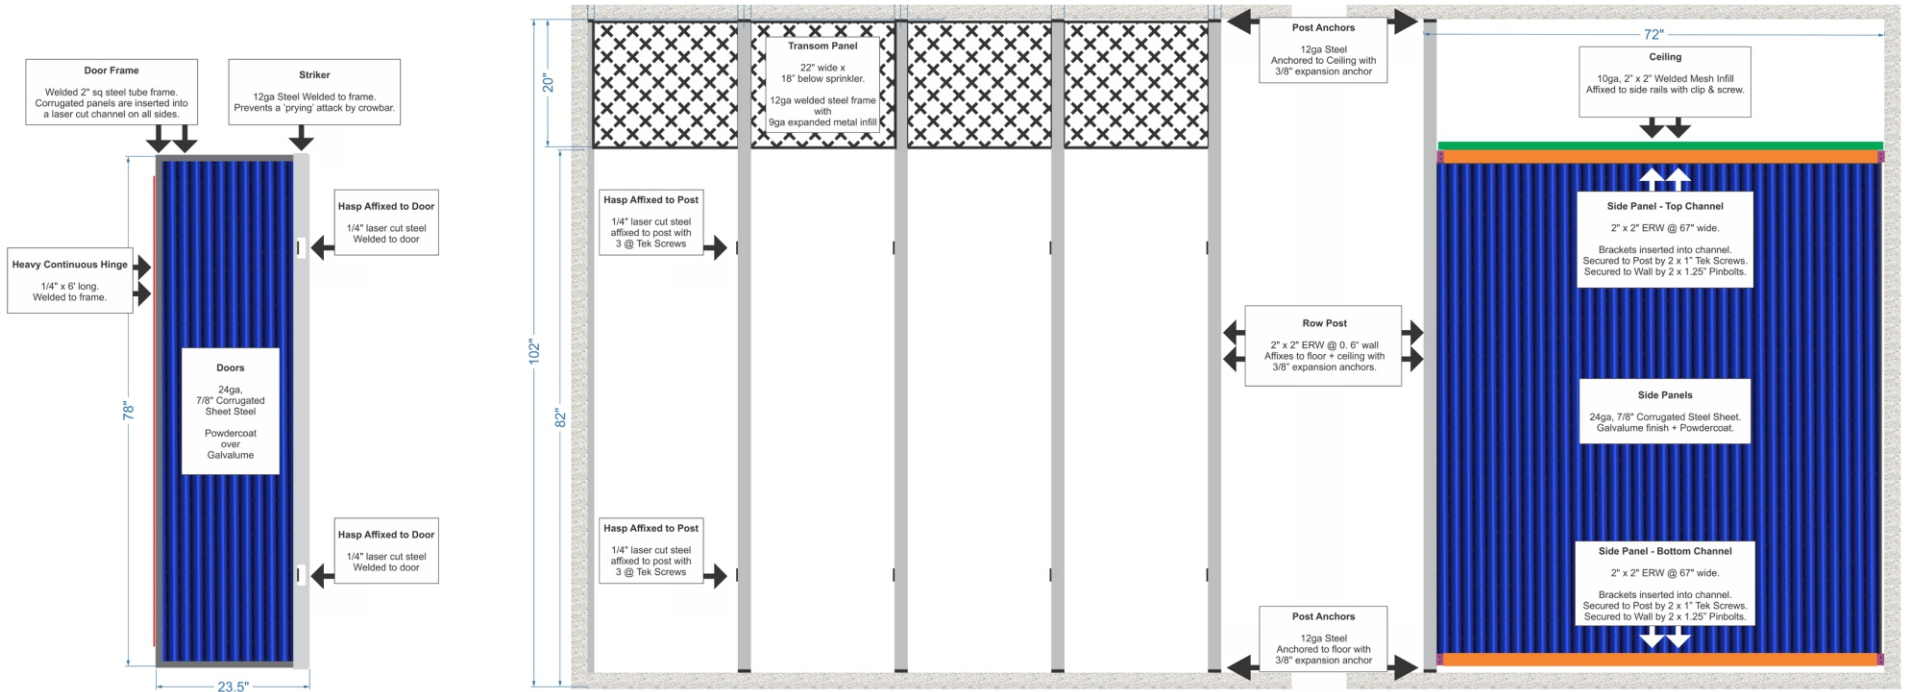 Door Frame
Welded 2" sq steel tube frame.
Corrugated panels are inserted into
a laser cut channel on all sides.
Striker
12ga Steel Welded to frame.
Prevents a 'prying' attack by crowbar.
Hasp Affixed to Door
1/4" laser cut steel
Welded to door
Heavy Continuous Hinge
1/4" x 6' long.
Welded to frame.
78"
Doors
24ga,
7/8" Corrugated
Sheet Steel
Powdercoat
over
Galvalume
Hasp Affixed to Door
1/4" laser cut steel
Welded to door
23.5"
20"
102"
82"
Transom Panel
22" wide x
18" below sprinkler.
12ga welded steel frame
with
9ga expanded metal infill
Hasp Affixed to Post
1/4" laser cut steel
affixed to post with
3 @ Tek Screws
Hasp Affixed to Post
1/4" laser cut steel
affixed to post with
3 @ Tek Screws
Post Anchors
12ga Steel
Anchored to Ceiling with
3/8" expansion anchor
Row Post
2" x 2" ERW @ 0. 6" wall
Affixes to floor + ceiling with
3/8" expansion anchors.
Post Anchors
12ga Steel
Anchored to floor with
3/8" expansion anchor
72"
Ceiling
10ga, 2" x 2" Welded Mesh Infill
Affixed to side rails with clip & screw.
Side Panel - Top Channel
2" x 2" ERW @ 67" wide.
Brackets inserted into channel.
Secured to Post by 2 x 1" Tek Screws.
Secured to Wall by 2 x 1.25" Pinbolts.
Side Panels
24ga, 7/8" Corrugated Steel Sheet.
Galvalume finish + Powdercoat.
Side Panel - Bottom Channel
2" x 2" ERW @ 67" wide.
Brackets inserted into channel.
Secured to Post by 2 x 1" Tek Screws.
Secured to Wall by 2 x 1.25" Pinbolts.